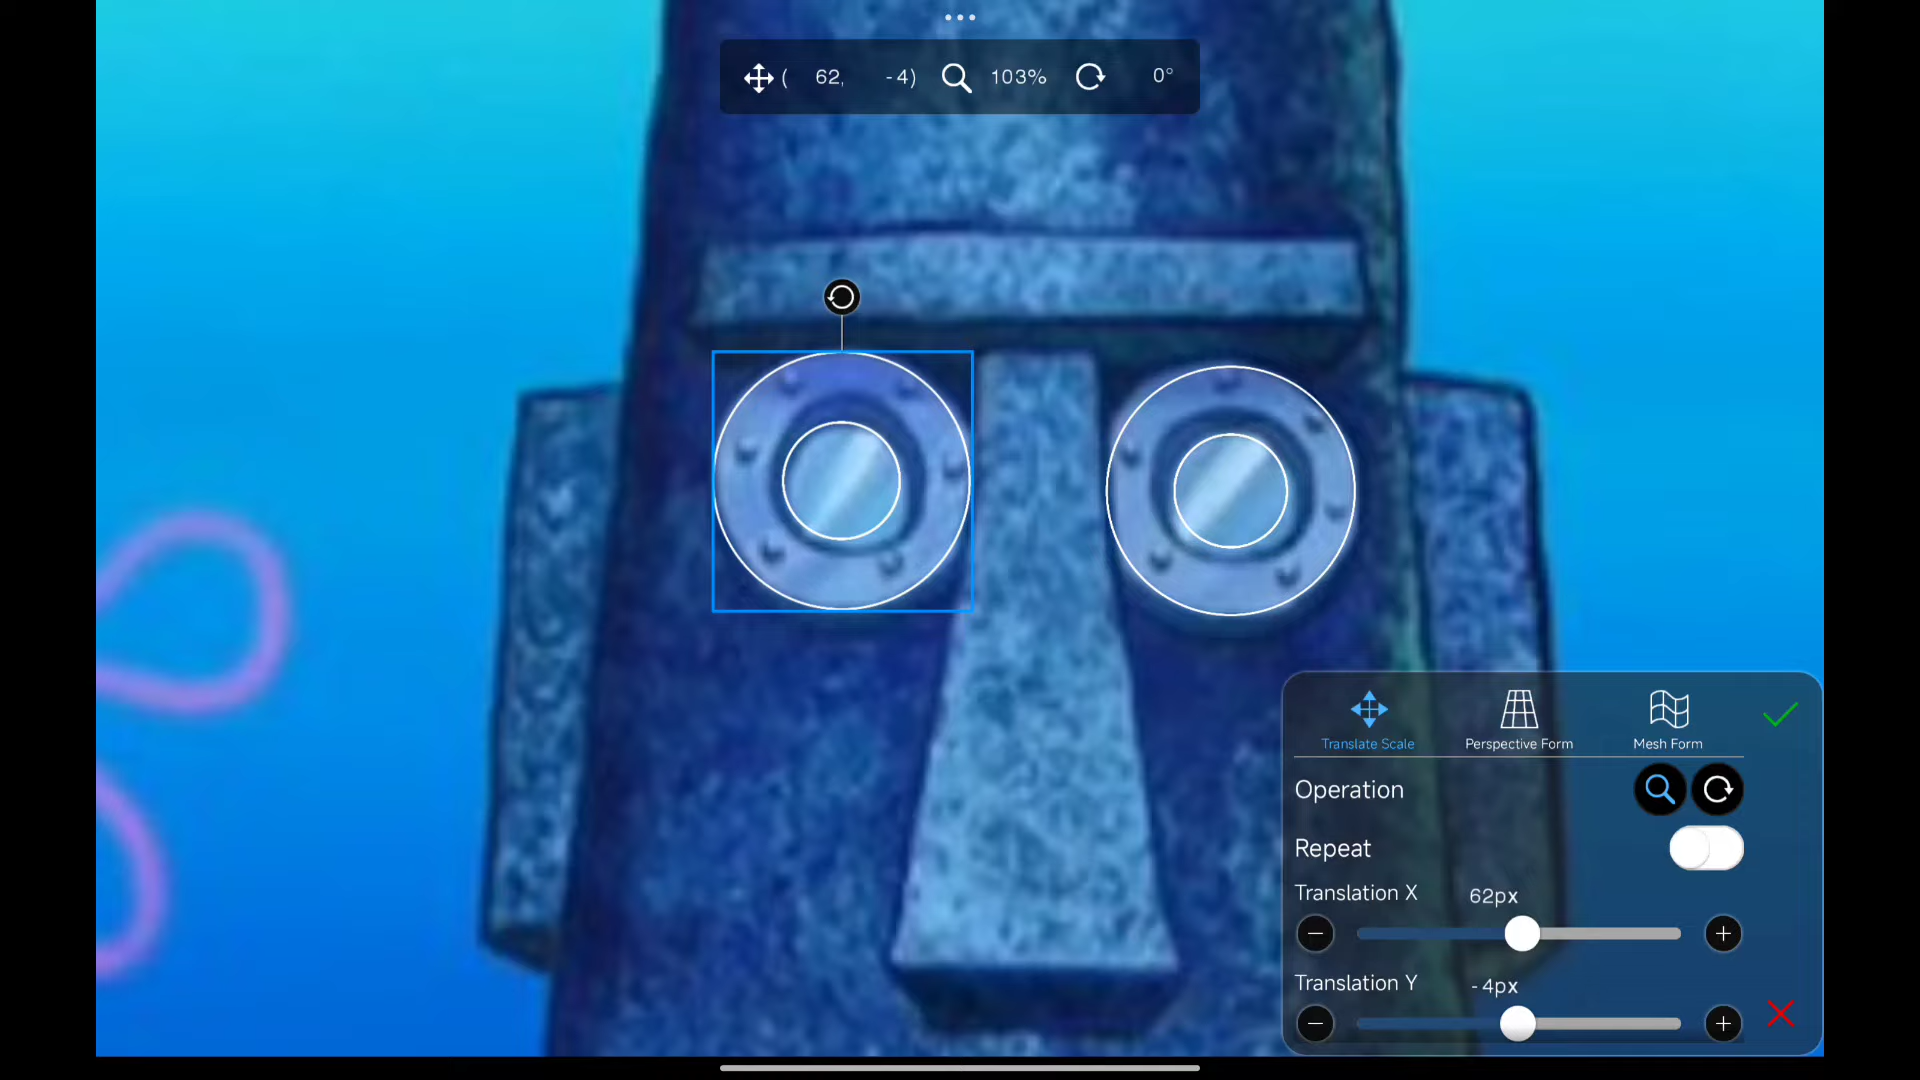 ( 62, -4) 103% 0°
Translate Scale Perspective Form Mesh Form
Operation
Repeat
Translation X 62px
Translation Y -4px